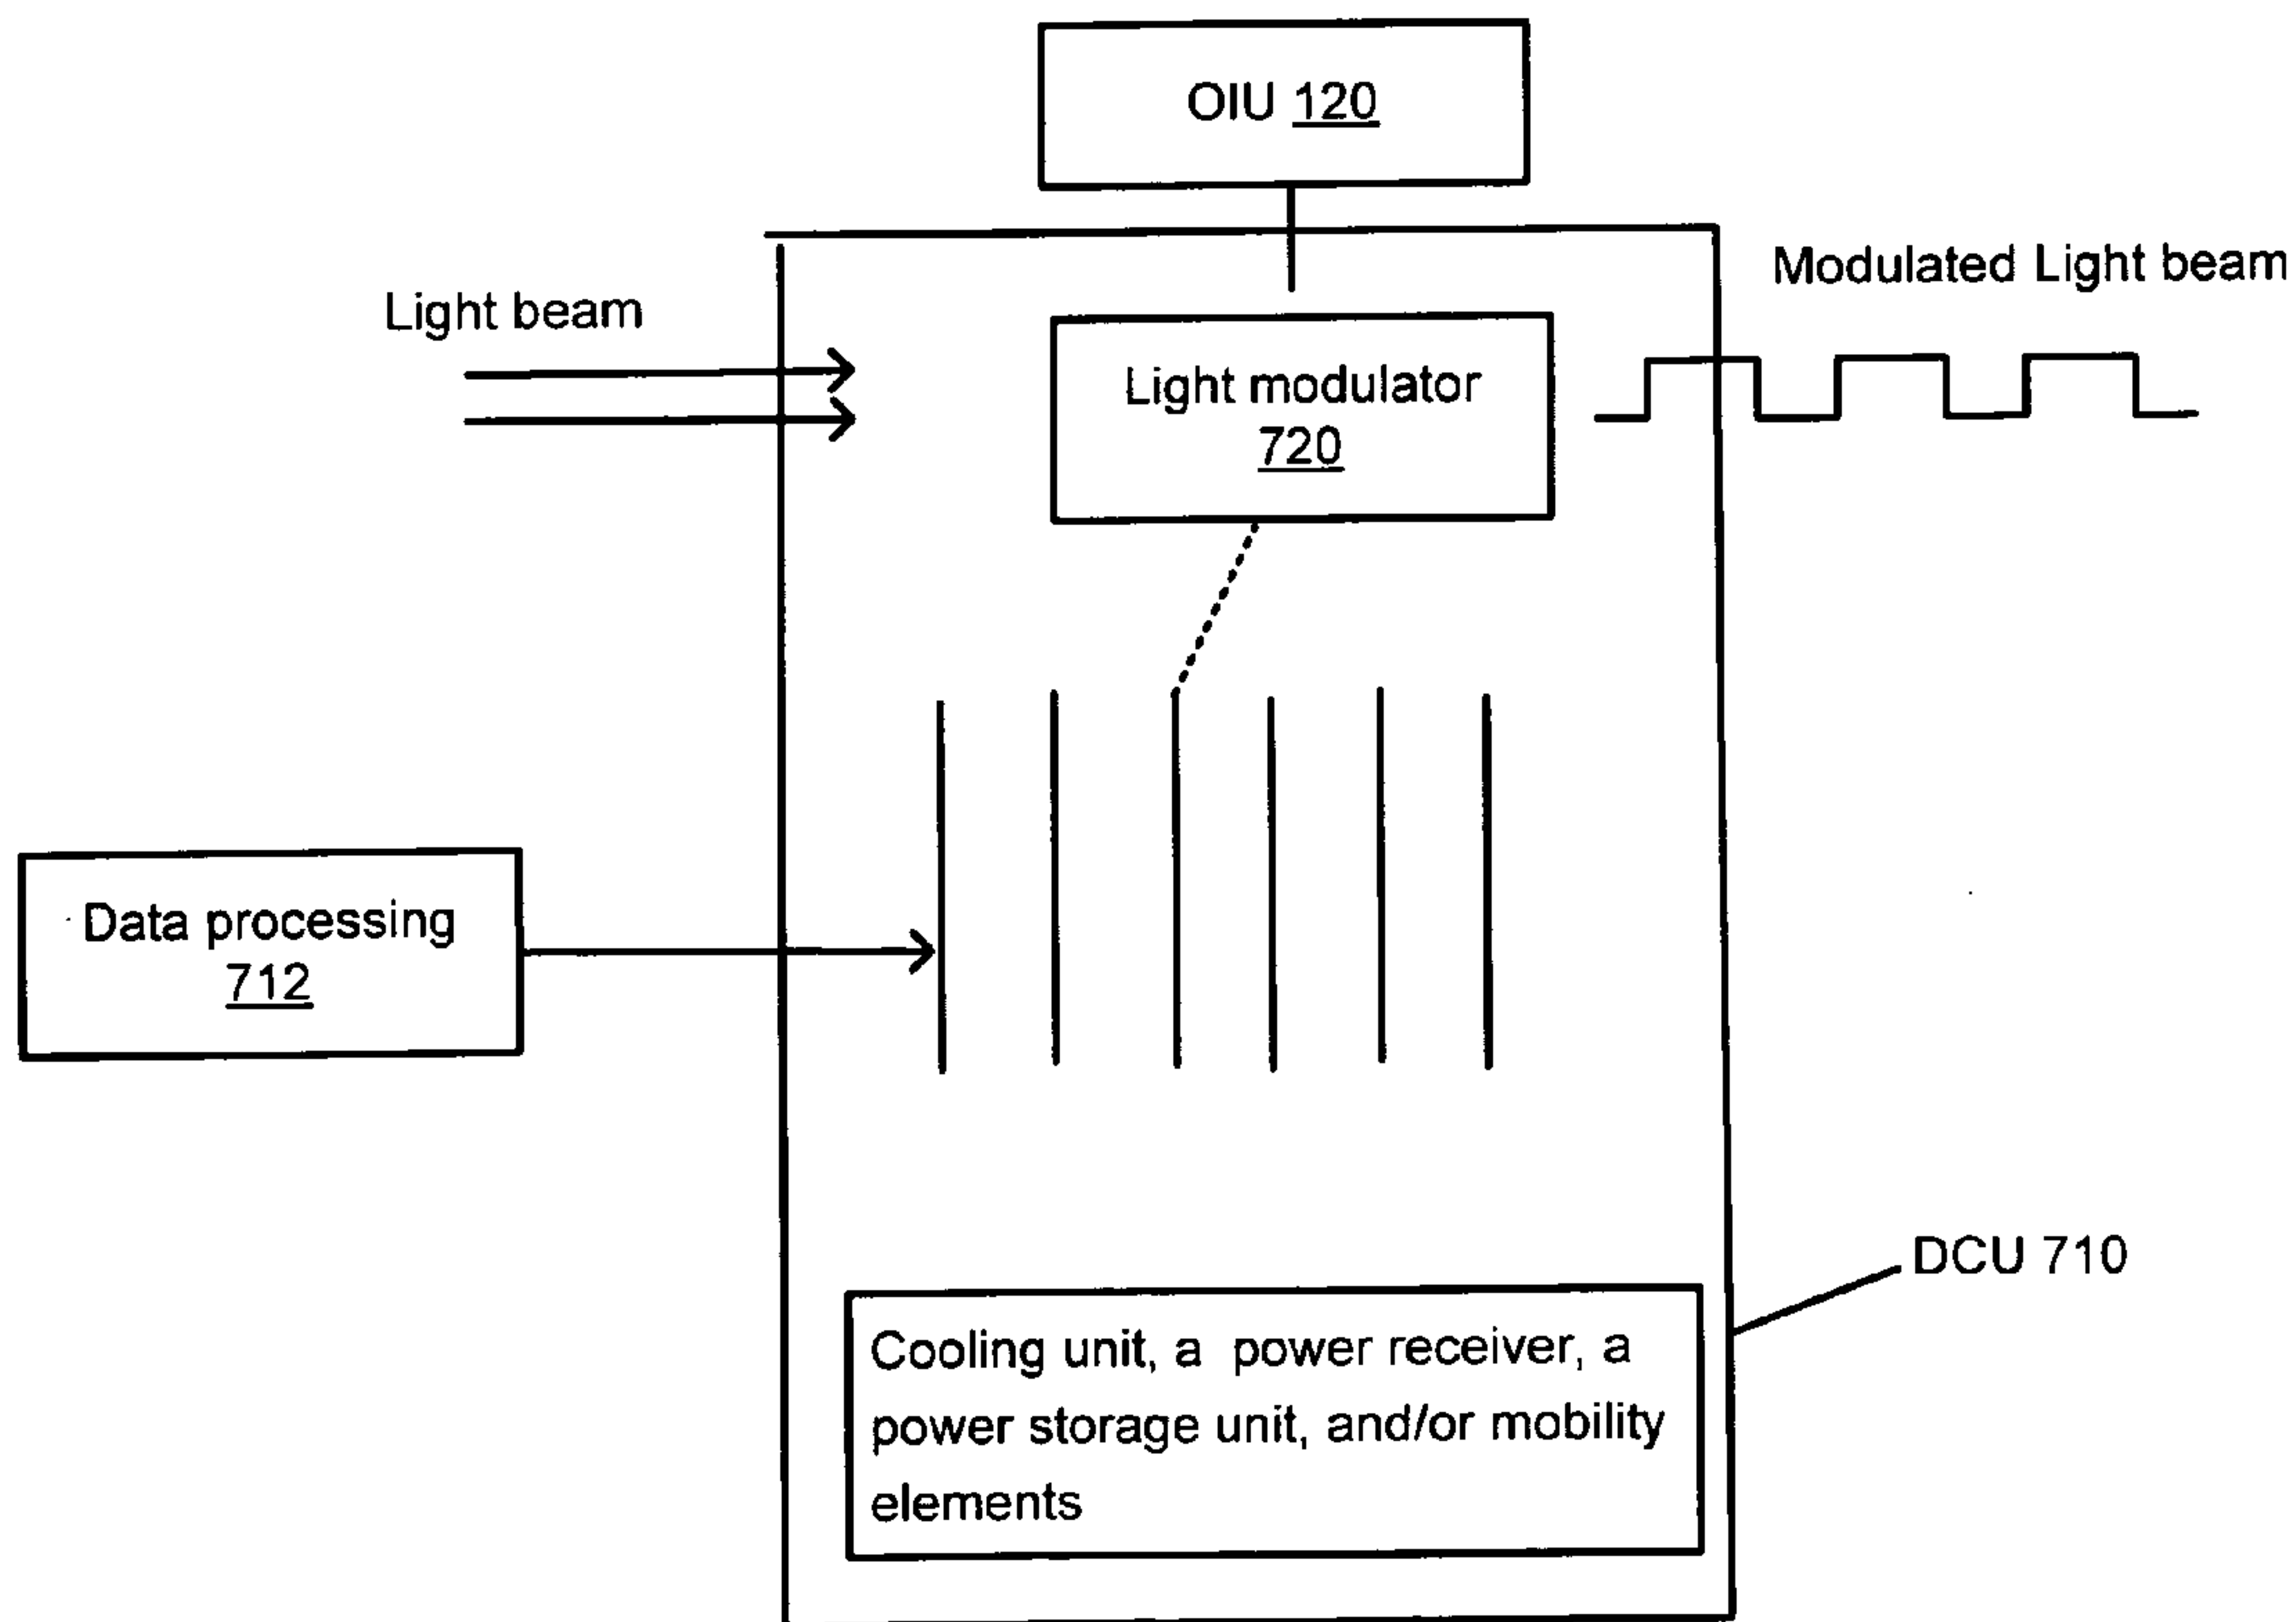 OIU 120
Modulated Light beam
Light beam
Light modulator
720
Data processing
712
DCU 710
Cooling unit, a power receiver, a
power storage unit, and/or mobility
elements